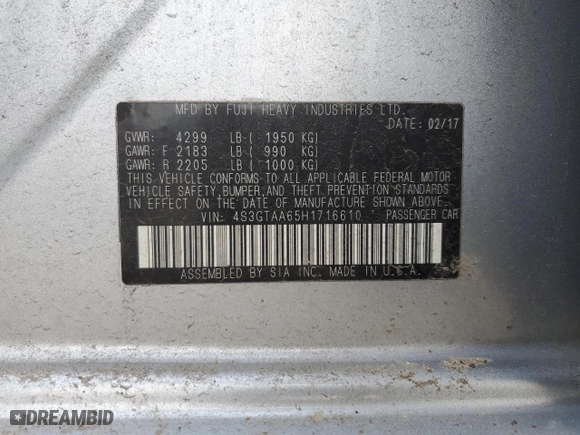 MFD BY FUJI HEAVY INDUSTRIES LTD.
DATE: 02/17
GVWR: 4299 LB ( 1950 KG)
GAWR: F 2183 LB ( 990 KG)
GAWR: R 2205 LB ( 1000 KG)
THIS VEHICLE CONFORMS TO ALL APPLICABLE FEDERAL MOTOR
VEHICLE SAFETY, BUMPER, AND THEFT PREVENTION STANDARDS
IN EFFECT ON THE DATE OF MANUFACTURE SHOWN ABOVE.
VIN: 4S3GTAA65H1716610 PASSENGER CAR
ASSEMBLED BY SIA INC. MADE IN U.S.A.
DREAMBID